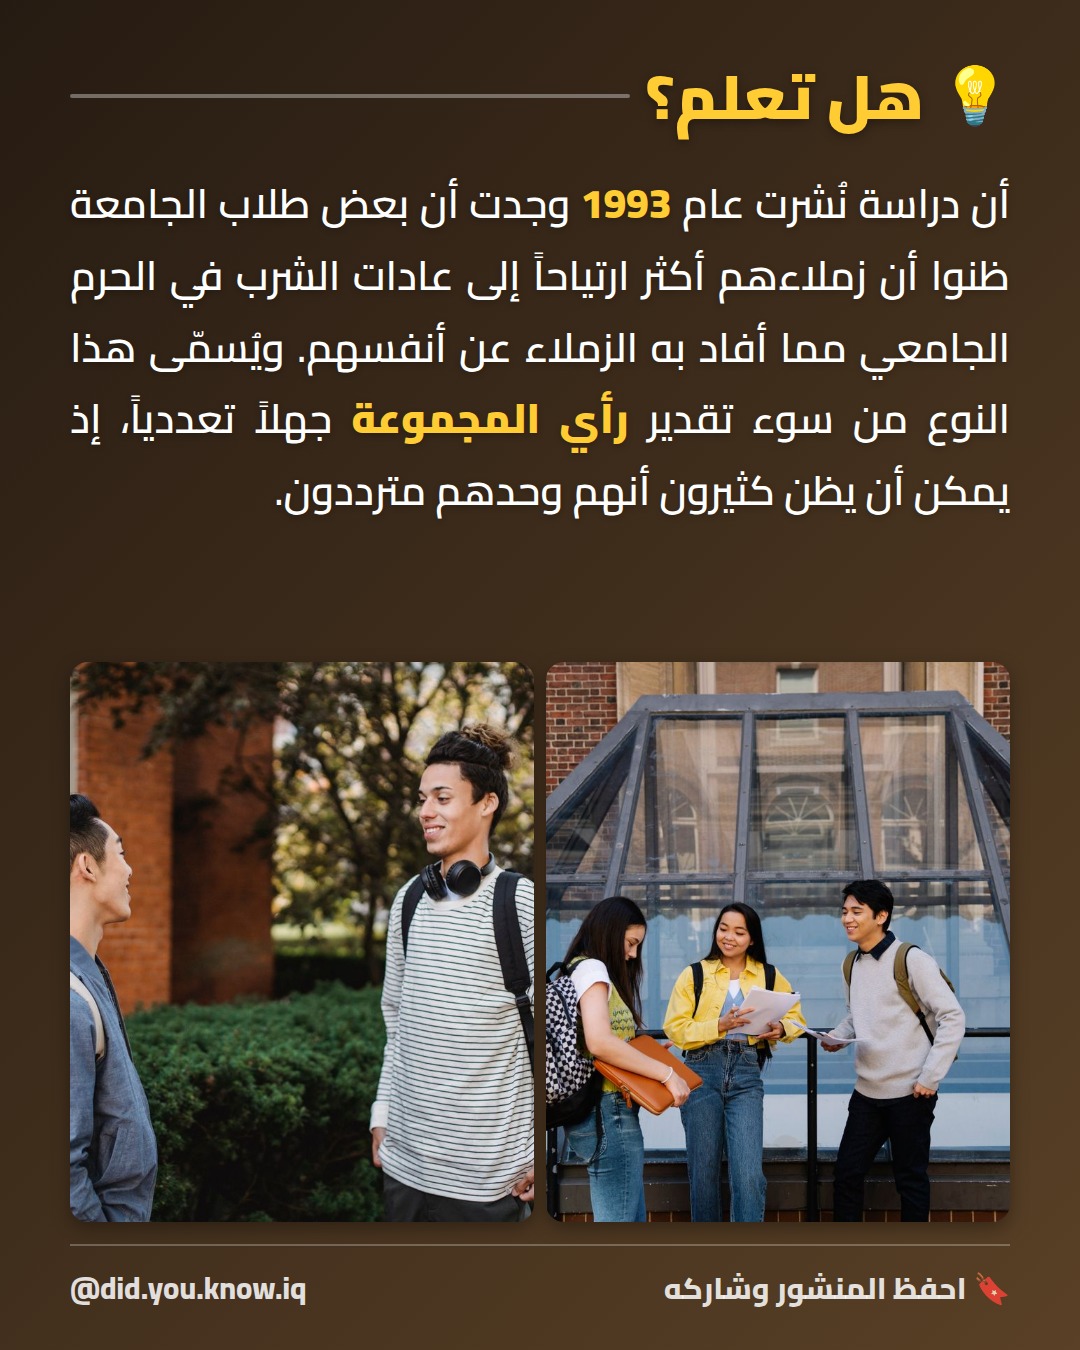 هل تعلم؟
أن دراسة نُشرت عام 1993 وجدت أن بعض طلاب الجامعة
ظنوا أن زملاءهم أكثر ارتياحاً إلى عادات الشرب في الحرم
الجامعي مما أفاد به الزملاء عن أنفسهم. ويُسمّى هذا
النوع من سوء تقدير رأي المجموعة جهلاً تعددياً، إذ
يمكن أن يظن كثيرون أنهم وحدهم مترددون.
احفظ المنشور وشاركه
@did.you.know.iq